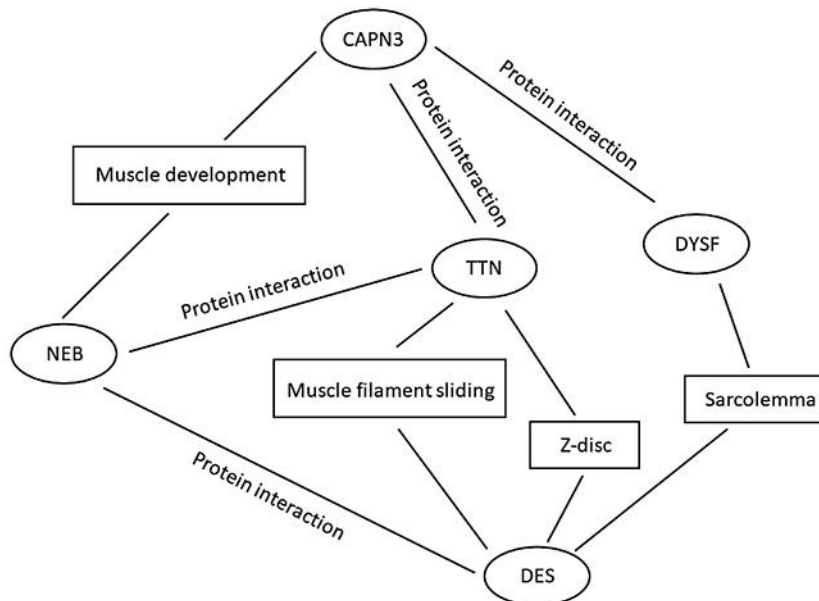 CAPN3
Protein interaction
Protein interaction
Muscle development
DYSF
TTN
Protein interaction
NEB
Muscle filament sliding
Sarcolemma
Z-disc
Protein interaction
DES